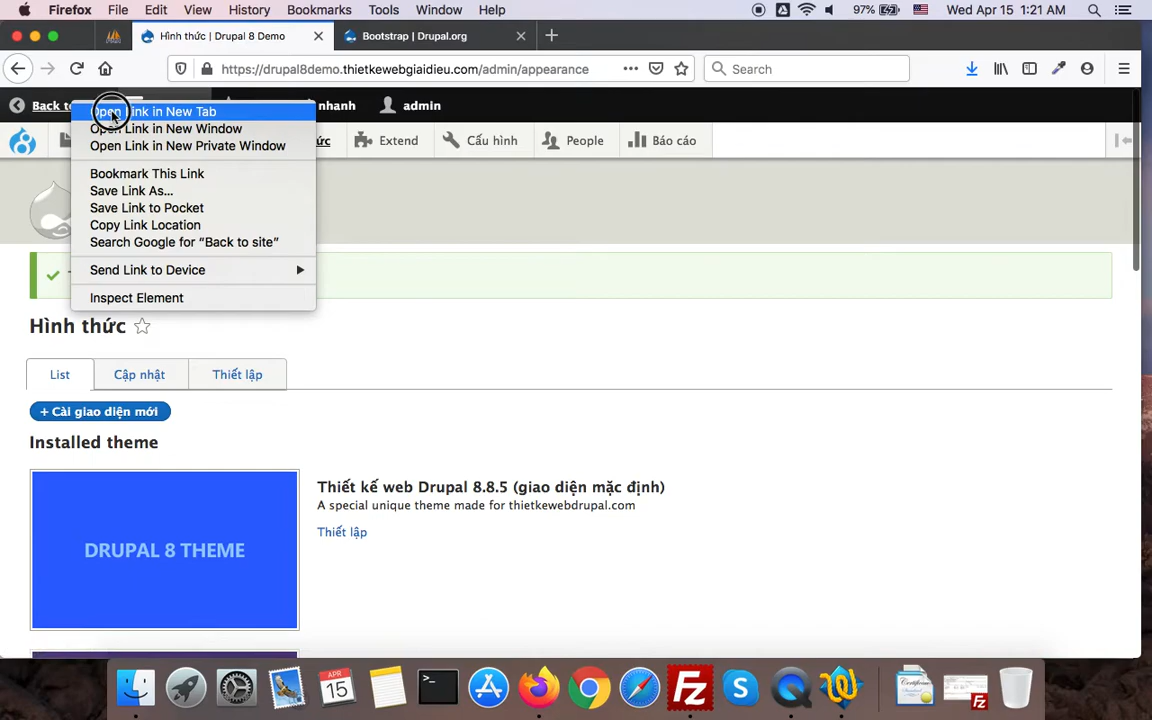 Firefox File Edit View History Bookmarks Tools Window Help 97% Wed Apr 15 1:21 AM
Hình thức | Drupal 8 Demo Bootstrap | Drupal.org
https://drupal8demo.thietkewebgiaidieu.com/admin/appearance Search
Back to nhanh admin
Open Link in New Tab
Open Link in New Window
Open Link in New Private Window
Bookmark This Link
Save Link As...
Save Link to Pocket
Copy Link Location
Search Google for “Back to site”
Send Link to Device
Inspect Element
Extend Cấu hình People Báo cáo
Hình thức
List Cập nhật Thiết lập
+ Cài giao diện mới
Installed theme
DRUPAL 8 THEME
Thiết kế web Drupal 8.8.5 (giao diện mặc định)
A special unique theme made for thietkewebdrupal.com
Thiết lập
APR
15